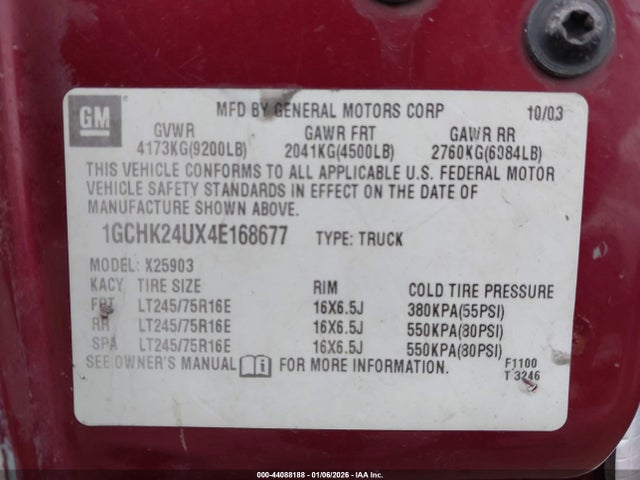 GM
MFD BY GENERAL MOTORS CORP 10/03
GVWR GAWR FRT GAWR RR
4173KG(9200LB) 2041KG(4500LB) 2760KG(6084LB)
THIS VEHICLE CONFORMS TO ALL APPLICABLE U.S. FEDERAL MOTOR
VEHICLE SAFETY STANDARDS IN EFFECT ON THE DATE OF
MANUFACTURE SHOWN ABOVE.
1GCHK24UX4E168677 TYPE: TRUCK
MODEL: X25903
KACY TIRE SIZE RIM COLD TIRE PRESSURE
FRT LT245/75R16E 16X6.5J 380KPA(55PSI)
RR LT245/75R16E 16X6.5J 550KPA(80PSI)
SPA LT245/75R16E 16X6.5J 550KPA(80PSI)
SEE OWNER'S MANUAL FOR MORE INFORMATION.
F1100
T 3246
000-44088188 - 01/06/2026 - IAA Inc.